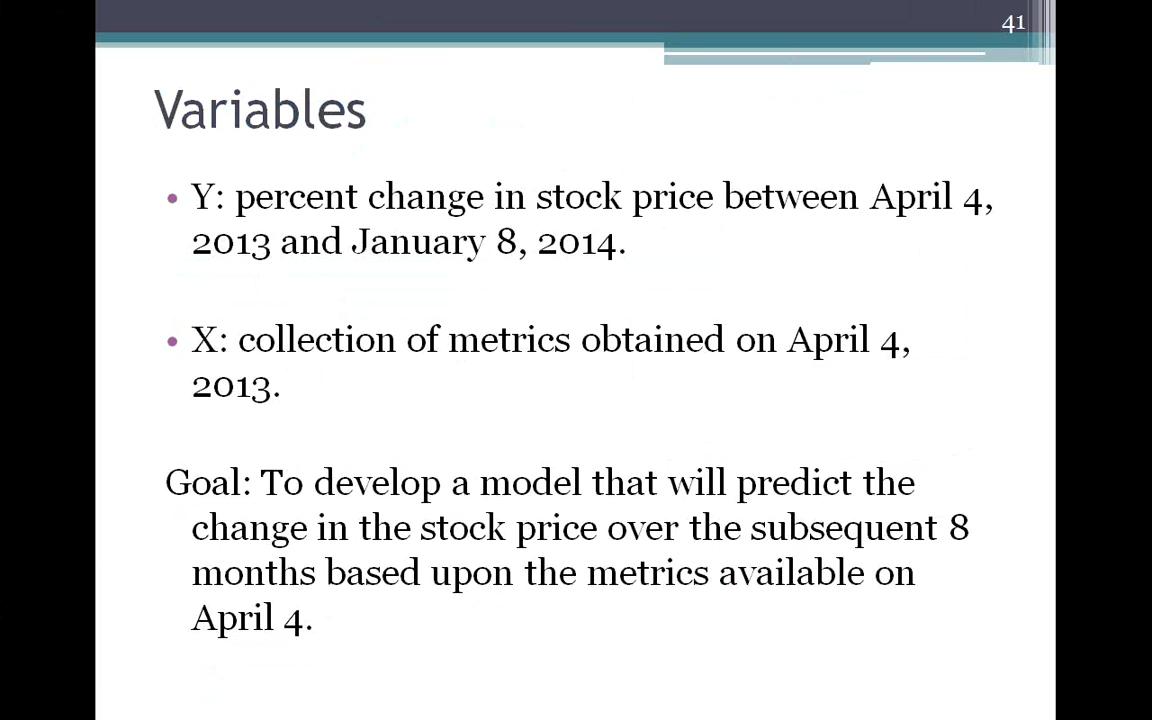 41
Variables
• Y: percent change in stock price between April 4,
2013 and January 8, 2014.
• X: collection of metrics obtained on April 4,
2013.
Goal: To develop a model that will predict the
change in the stock price over the subsequent 8
months based upon the metrics available on
April 4.